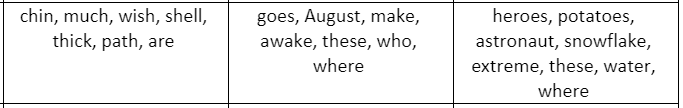 chin, much, wish, shell,
thick, path, are
goes, August, make,
awake, these, who,
where
heroes, potatoes,
astronaut, snowflake,
extreme, these, water,
where